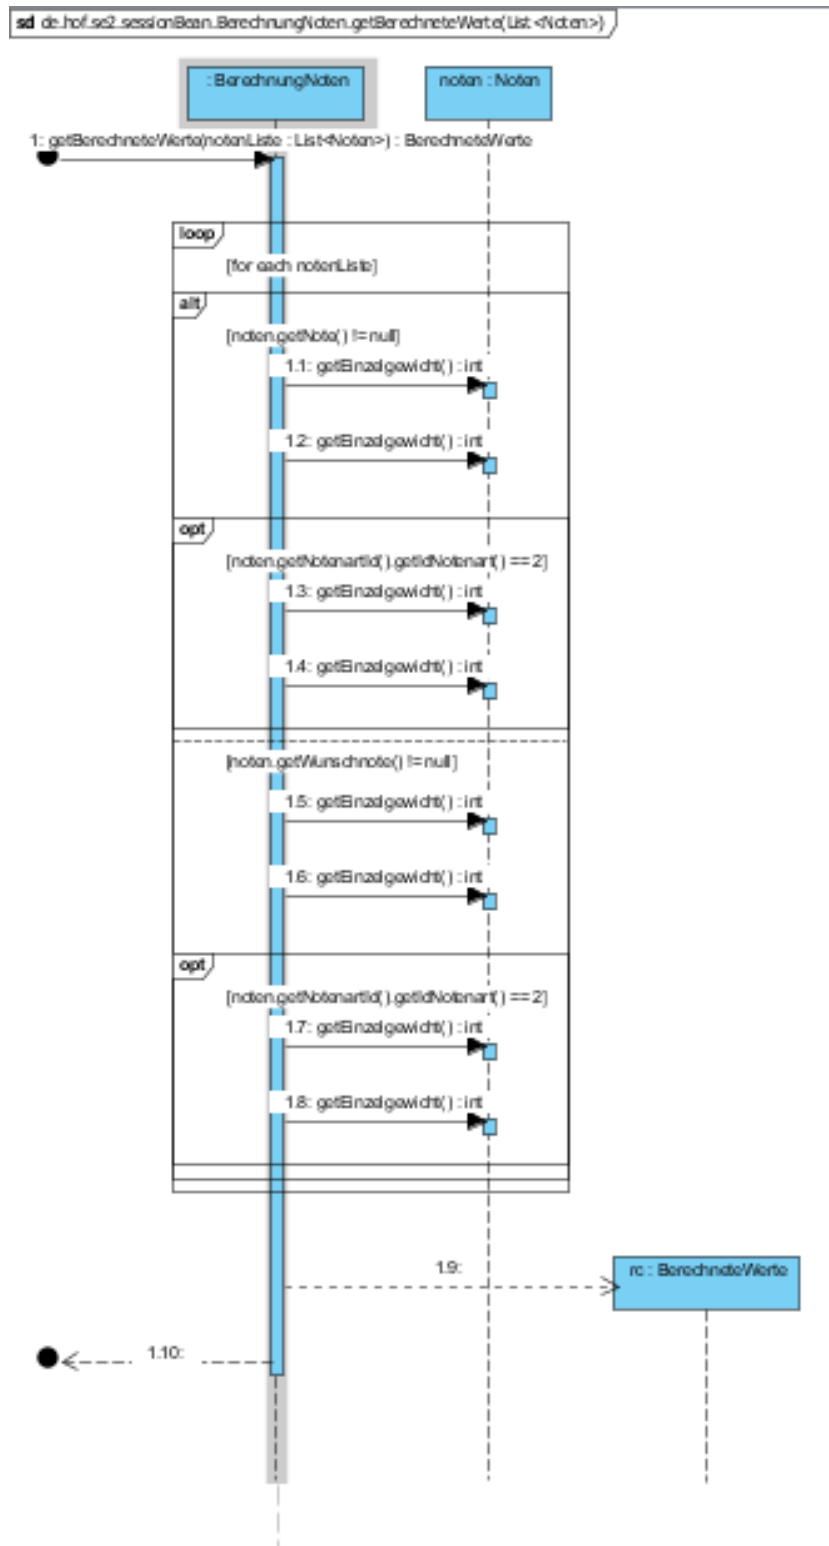 sd de.hof.se2.sessionBean.BerechnungNoten.getBerechneteWerte(List <Noten>)
: BerechnungNoten
noten : Noten
1: getBerechneteWerte(notenListe : List<Noten>) : BerechneteWerte
loop
[for each notenListe]
alt
[noten.getNote() != null]
1.1: getEinzelgewicht() : int
1.2: getEinzelgewicht() : int
opt
[noten.getNotenartId().getIdNotenart() == 2]
1.3: getEinzelgewicht() : int
1.4: getEinzelgewicht() : int
[noten.getWunschnote() != null]
1.5: getEinzelgewicht() : int
1.6: getEinzelgewicht() : int
opt
[noten.getNotenartId().getIdNotenart() == 2]
1.7: getEinzelgewicht() : int
1.8: getEinzelgewicht() : int
1.9:
rc : BerechneteWerte
1.10: